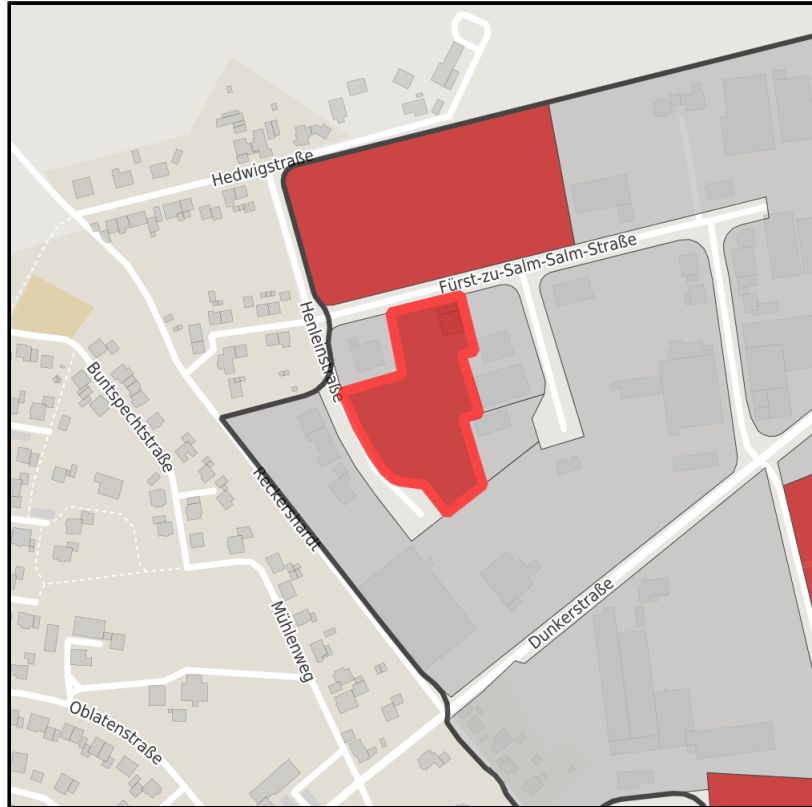 Hedwigstraße
Fürst-zu-Salm-Salm-Straße
Henleinstraße
Buntspechtstraße
Reckershardt
Dunkerstraße
Mühlenweg
Oblatenstraße